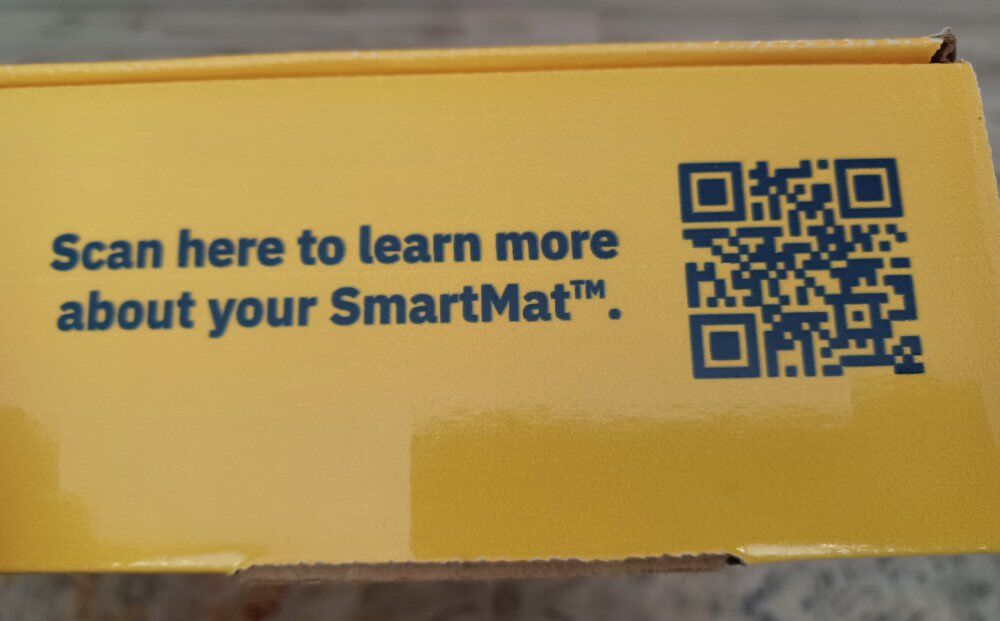 Scan here to learn more
about your SmartMat™.